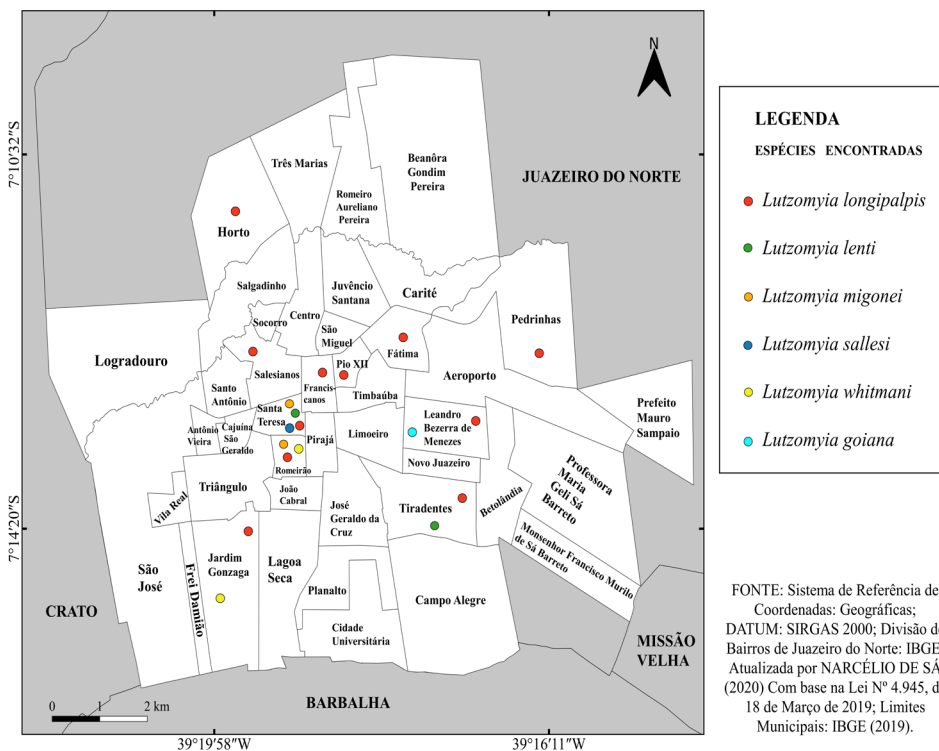 N
7°10′32″S
Três Marias
Beanôra
Gondim
Pereira
JUAZEIRO DO NORTE
Romeiro
Aureliano
Pereira
Horto
Salgadinho
Juvêncio
Santana
Carité
Socorro
Centro
São
Miguel
Pedrinhas
Logradouro
Fátima
Pio XII
Salesianos
Aeroporto
Santo
Antônio
Francis-
canos
Timbaúba
Prefeito
Mauro
Sampaio
Santa
Teresa
Leandro
Bezerra de
Menezes
Antônio
Vieira
Cajuína
São
Geraldo
Pirajá
Limoeiro
Romeirão
Novo Juazeiro
Professora
Maria
Geli Sá
Barreto
Triângulo
João
Cabral
Vila Real
José
Geraldo da
Cruz
Tiradentes
Betolândia
7°14′20″S
Monsenhor Francisco Murilo
de Sá Barreto
São
José
Frei Damião
Jardim
Gonzaga
Lagoa
Seca
Planalto
Campo Alegre
CRATO
Cidade
Universitária
MISSÃO
VELHA
BARBALHA
0 1 2 km
39°19′58″W
39°16′11″W
LEGENDA
ESPÉCIES ENCONTRADAS
Lutzomyia longipalpis
Lutzomyia lenti
Lutzomyia migonei
Lutzomyia sallesi
Lutzomyia whitmani
Lutzomyia goiana
FONTE: Sistema de Referência de
Coordenadas: Geográficas;
DATUM: SIRGAS 2000; Divisão de
Bairros de Juazeiro do Norte: IBGE
Atualizada por NARCÉLIO DE SÁ
(2020) Com base na Lei Nº 4.945, d
18 de Março de 2019; Limites
Municipais: IBGE (2019).